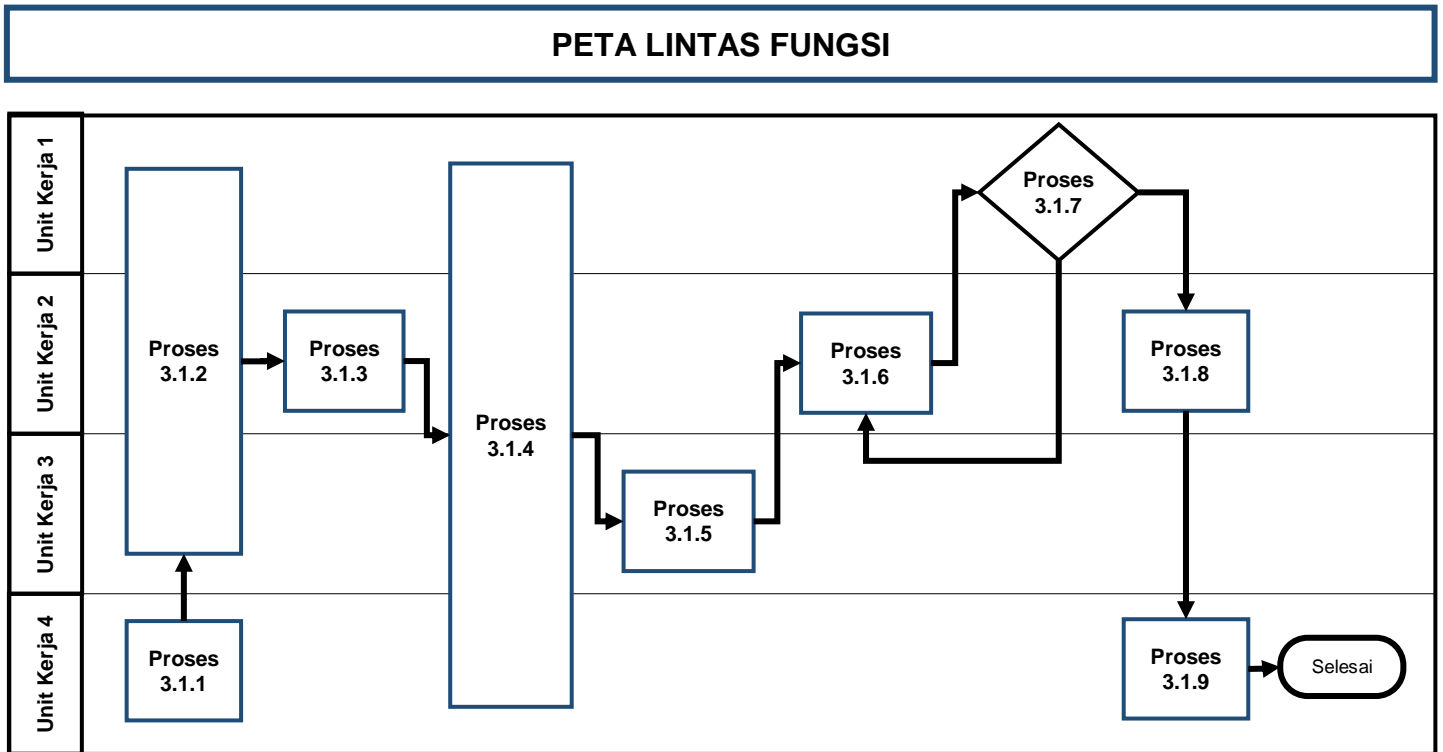 PETA LINTAS FUNGSI
Unit Kerja 1
Unit Kerja 2
Unit Kerja 3
Unit Kerja 4
Proses
3.1.1
Proses
3.1.2
Proses
3.1.3
Proses
3.1.4
Proses
3.1.5
Proses
3.1.6
Proses
3.1.7
Proses
3.1.8
Proses
3.1.9
Selesai